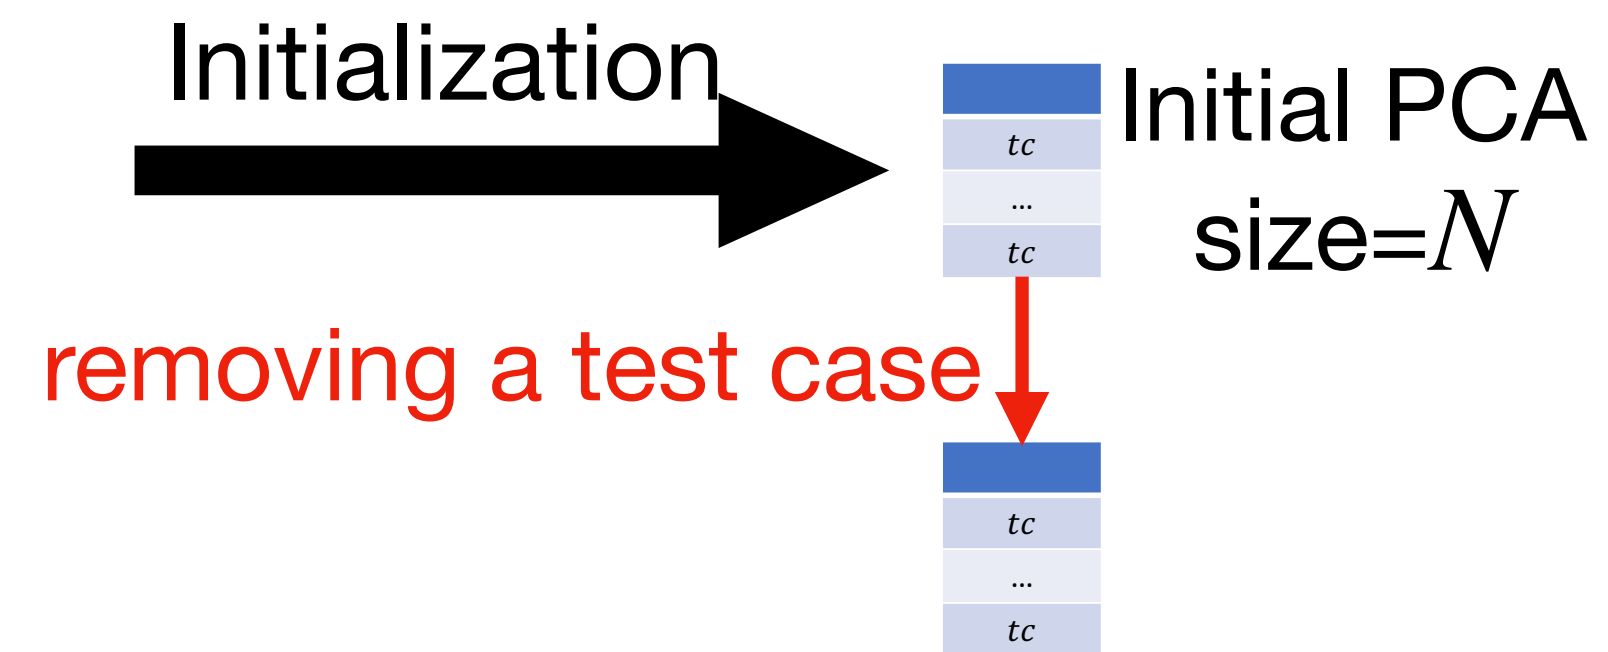 Initialization
Initial PCA
size=N
tc
...
tc
removing a test case
tc
...
tc